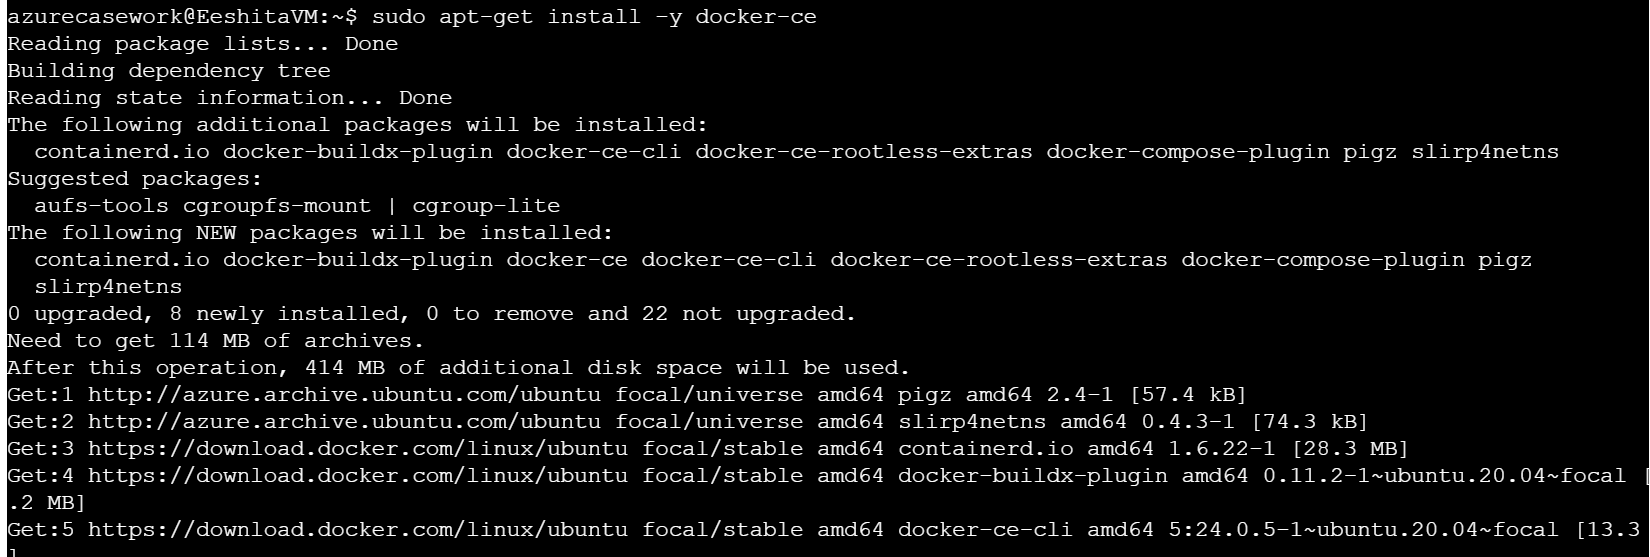 azurecasework@EeshitaVM:~$ sudo apt-get install -y docker-ce
Reading package lists... Done
Building dependency tree
Reading state information... Done
The following additional packages will be installed:
  containerd.io docker-buildx-plugin docker-ce-cli docker-ce-rootless-extras docker-compose-plugin pigz slirp4netns
Suggested packages:
  aufs-tools cgroupfs-mount | cgroup-lite
The following NEW packages will be installed:
  containerd.io docker-buildx-plugin docker-ce docker-ce-cli docker-ce-rootless-extras docker-compose-plugin pigz
  slirp4netns
0 upgraded, 8 newly installed, 0 to remove and 22 not upgraded.
Need to get 114 MB of archives.
After this operation, 414 MB of additional disk space will be used.
Get:1 http://azure.archive.ubuntu.com/ubuntu focal/universe amd64 pigz amd64 2.4-1 [57.4 kB]
Get:2 http://azure.archive.ubuntu.com/ubuntu focal/universe amd64 slirp4netns amd64 0.4.3-1 [74.3 kB]
Get:3 https://download.docker.com/linux/ubuntu focal/stable amd64 containerd.io amd64 1.6.22-1 [28.3 MB]
Get:4 https://download.docker.com/linux/ubuntu focal/stable amd64 docker-buildx-plugin amd64 0.11.2-1~ubuntu.20.04~focal [
.2 MB]
Get:5 https://download.docker.com/linux/ubuntu focal/stable amd64 docker-ce-cli amd64 5:24.0.5-1~ubuntu.20.04~focal [13.3